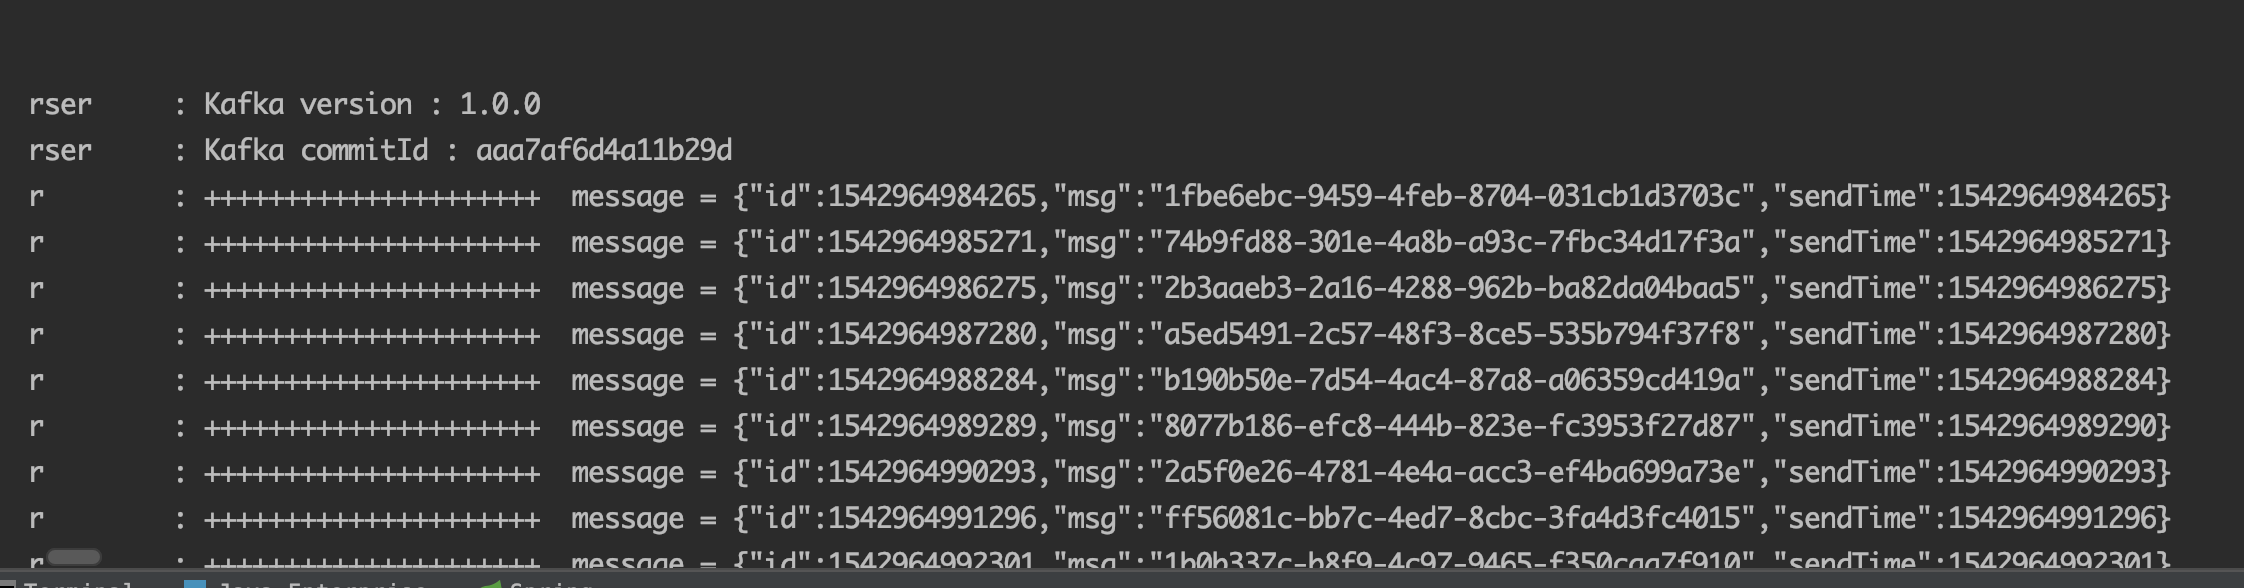 rser : Kafka version : 1.0.0
rser : Kafka commitId : aaa7af6d4a11b29d
r : +++++++++++++++++++++ message = {"id":1542964984265,"msg":"1fbe6ebc-9459-4feb-8704-031cb1d3703c","sendTime":1542964984265}
r : +++++++++++++++++++++ message = {"id":1542964985271,"msg":"74b9fd88-301e-4a8b-a93c-7fbc34d17f3a","sendTime":1542964985271}
r : +++++++++++++++++++++ message = {"id":1542964986275,"msg":"2b3aaeb3-2a16-4288-962b-ba82da04baa5","sendTime":1542964986275}
r : +++++++++++++++++++++ message = {"id":1542964987280,"msg":"a5ed5491-2c57-48f3-8ce5-535b794f37f8","sendTime":1542964987280}
r : +++++++++++++++++++++ message = {"id":1542964988284,"msg":"b190b50e-7d54-4ac4-87a8-a06359cd419a","sendTime":1542964988284}
r : +++++++++++++++++++++ message = {"id":1542964989289,"msg":"8077b186-efc8-444b-823e-fc3953f27d87","sendTime":1542964989290}
r : +++++++++++++++++++++ message = {"id":1542964990293,"msg":"2a5f0e26-4781-4e4a-acc3-ef4ba699a73e","sendTime":1542964990293}
r : +++++++++++++++++++++ message = {"id":1542964991296,"msg":"ff56081c-bb7c-4ed7-8cbc-3fa4d3fc4015","sendTime":1542964991296}
r : +++++++++++++++++++++ message = {"id":1542964992301,"msg":"1b0b337c-b8f9-4c97-9465-f350caa7f910","sendTime":1542964992301}
Terminal Java Enterprise Spring